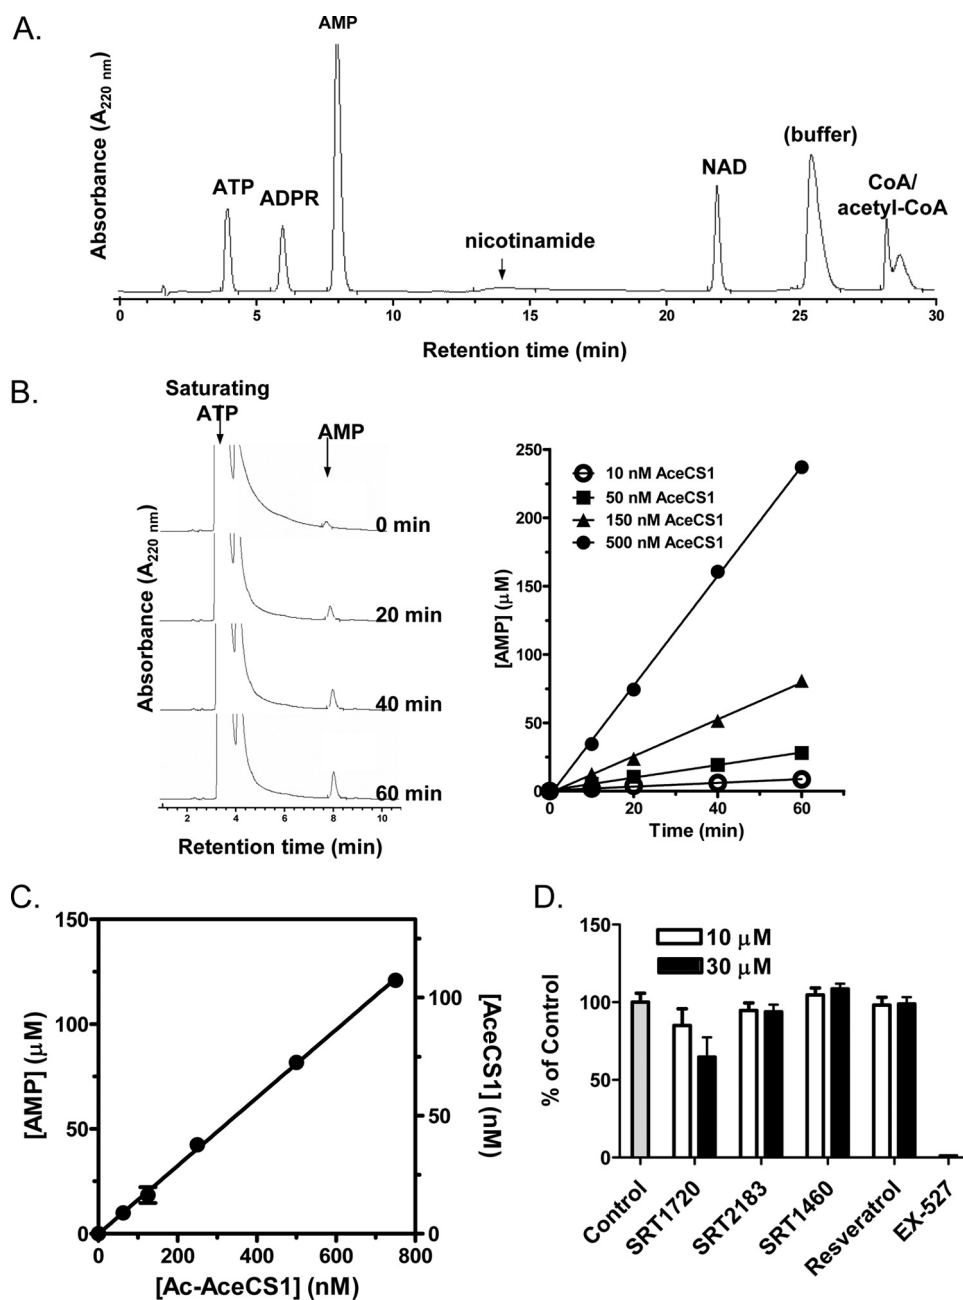 A.
AMP
Absorbance (A220 nm)
ATP
ADPR
nicotinamide
NAD
(buffer)
CoA/
acetyl-CoA
0 5 10 15 20 25 30
Retention time (min)
B.
Saturating
ATP
AMP
Absorbance (A220 nm)
0 min
20 min
40 min
60 min
2 4 6 8 10
Retention time (min)
250
200
150
100
50
0
[AMP] (μM)
10 nM AceCS1
50 nM AceCS1
150 nM AceCS1
500 nM AceCS1
0 20 40 60
Time (min)
C.
150
100
50
0
[AMP] (μM)
100
50
0
[AceCS1] (nM)
0 200 400 600 800
[Ac-AceCS1] (nM)
D.
150
100
50
0
% of Control
10 μM
30 μM
Control
SRT1720
SRT2183
SRT1460
Resveratrol
EX-527